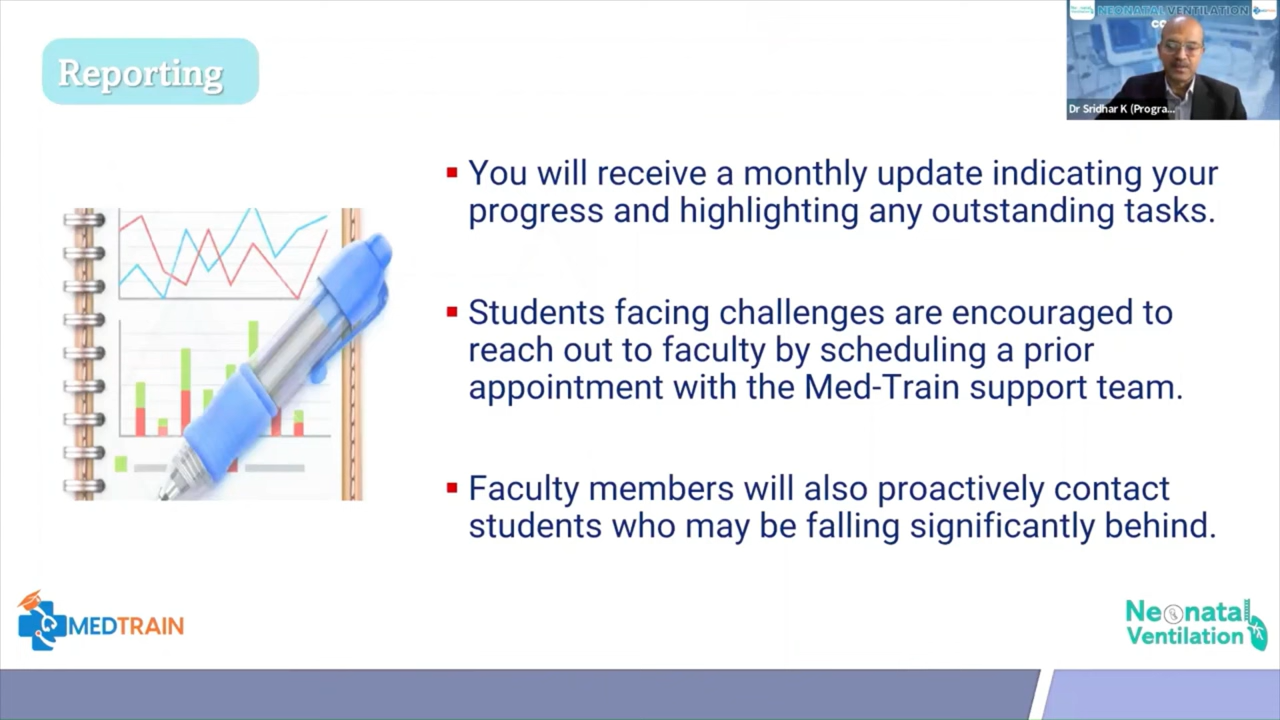 Reporting
NEONATAL VENTILATION
Dr Sridhar K (Progra...
You will receive a monthly update indicating your
progress and highlighting any outstanding tasks.
Students facing challenges are encouraged to
reach out to faculty by scheduling a prior
appointment with the Med-Train support team.
Faculty members will also proactively contact
students who may be falling significantly behind.
MEDTRAIN
Neonatal
Ventilation